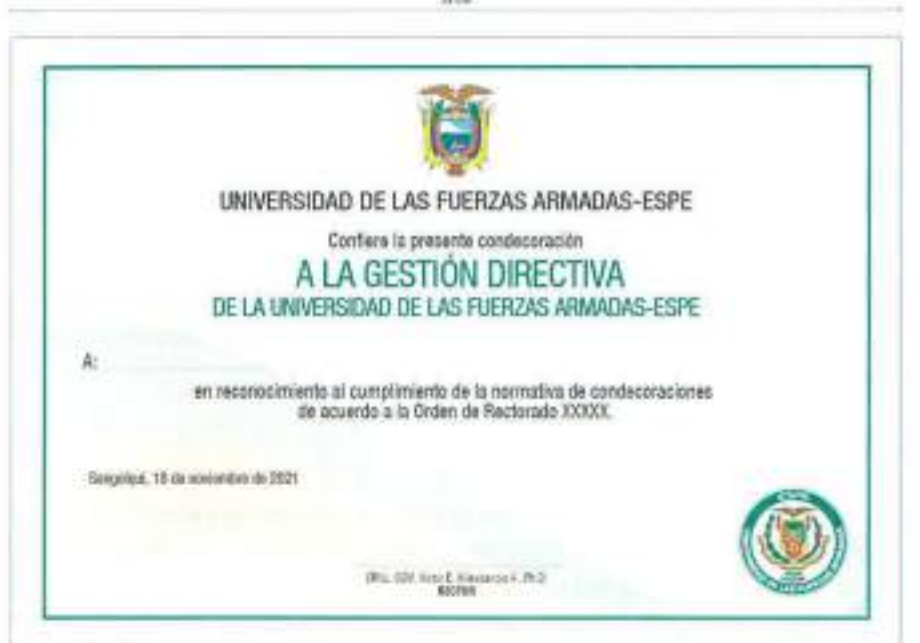 UNIVERSIDAD DE LAS FUERZAS ARMADAS-ESPE
Confiere la presente condecoración
A LA GESTIÓN DIRECTIVA
DE LA UNIVERSIDAD DE LAS FUERZAS ARMADAS-ESPE
A:
en reconocimiento al cumplimiento de la normativa de condecoraciones
de acuerdo a la Orden de Rectorado XXXXX.
Sangolquí, 18 de noviembre de 2021
ESPE
RECTOR